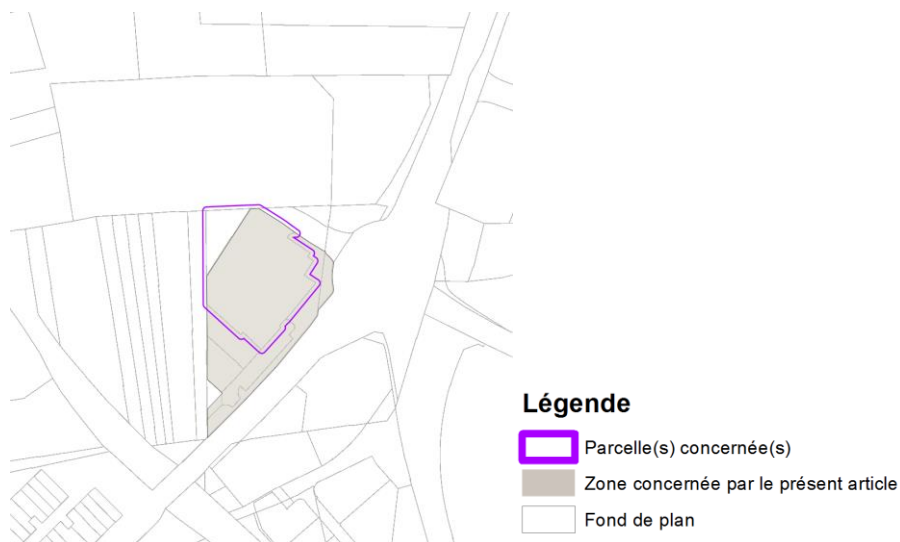 Légende
Parcelle(s) concernée(s)
Zone concernée par le présent article
Fond de plan